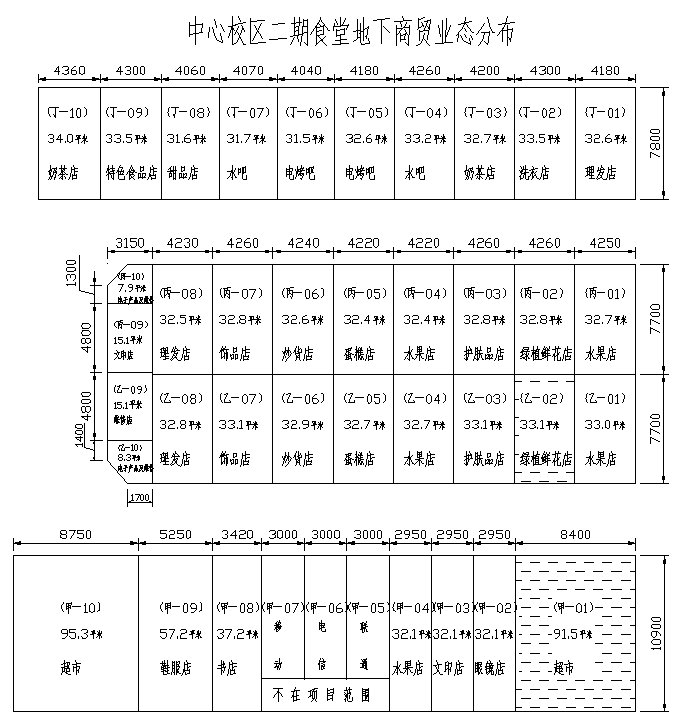 中心校区二期食堂地下商贸业态分布
4360 4300 4060 4070 4040 4180 4260 4200 4300 4180
(丁—10) (丁—09) (丁—08) (丁—07) (丁—06) (丁—05) (丁—04) (丁—03) (丁—02) (丁—01)
34.0平米 33.5平米 31.6平米 31.7平米 31.5平米 32.6平米 33.2平米 32.7平米 33.5平米 32.6平米
奶茶店 特色食品店 甜品店 水吧 电烤吧 电烤吧 水吧 奶茶店 洗衣店 理发店
7800
3150 4230 4260 4240 4220 4220 4260 4260 4250
1300
(丙—10)
7.9平米
(丙—08) (丙—07) (丙—06) (丙—05) (丙—04) (丙—03) (丙—02) (丙—01)
32.5平米 32.8平米 32.6平米 32.4平米 32.4平米 32.8平米 32.8平米 32.7平米
理发店 饰品店 炒货店 蛋糕店 水果店 护肤品店 绿植鲜花店 水果店
7700
4800
(丙—09)
15.1平米
文印店
4800
(乙—09)
15.1平米
(乙—08) (乙—07) (乙—06) (乙—05) (乙—04) (乙—03) (乙—02) (乙—01)
32.8平米 33.1平米 32.9平米 32.7平米 32.7平米 33.1平米 33.1平米 33.0平米
理发店 饰品店 炒货店 蛋糕店 水果店 护肤品店 绿植鲜花店 水果店
7700
1400
(乙—10)
8.3平米
1700
8750 5250 3420 3000 3000 3000 2950 2950 2950 8400
(甲—10) (甲—09) (甲—08) (甲—07) (甲—06) (甲—05) (甲—04) (甲—03) (甲—02) (甲—01)
95.3平米 57.2平米 37.2平米 移动 电信 联通 32.1平米 32.1平米 32.1平米 91.5平米
超市 鞋服店 书店 水果店 文印店 眼镜店 超市
不在项目范围
10900